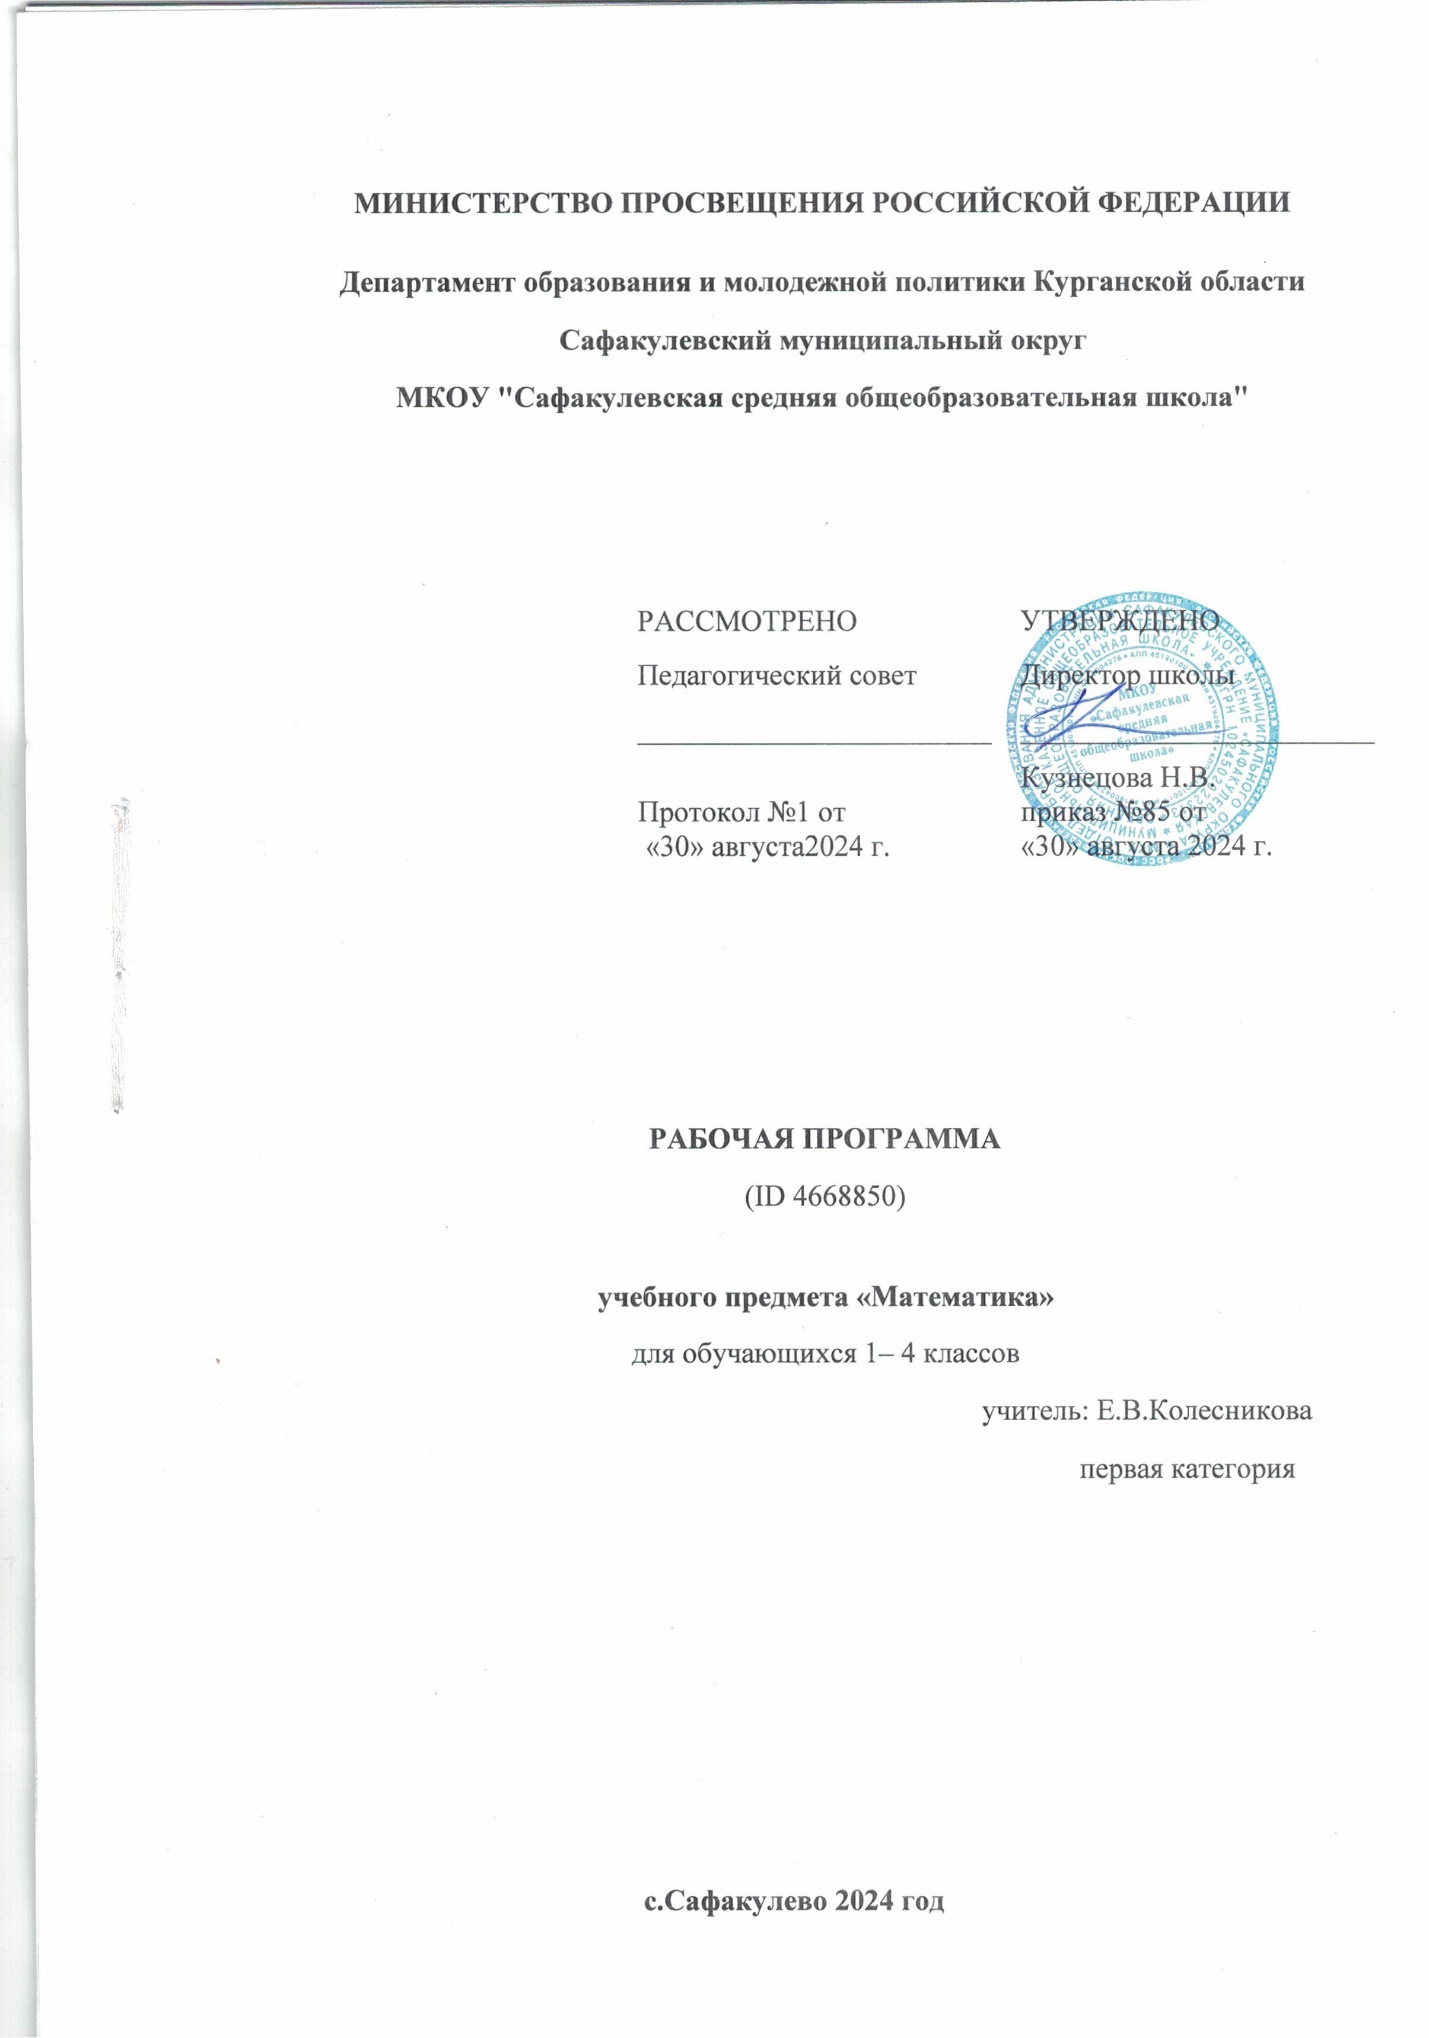 МИНИСТЕРСТВО ПРОСВЕЩЕНИЯ РОССИЙСКОЙ ФЕДЕРАЦИИ
Департамент образования и молодежной политики Курганской области
Сафакулевский муниципальный округ
МКОУ "Сафакулевская средняя общеобразовательная школа"
РАССМОТРЕНО
Педагогический совет
Протокол №1 от
«30» августа2024 г.
УТВЕРЖДЕНО
Директор школы
Кузнецова Н.В.
приказ №85 от
«30» августа 2024 г.
МКОУ
«Сафакулевская
средняя
общеобразовательная
школа»
РАБОЧАЯ ПРОГРАММА
(ID 4668850)
учебного предмета «Математика»
для обучающихся 1– 4 классов
учитель: Е.В.Колесникова
первая категория
с.Сафакулево 2024 год